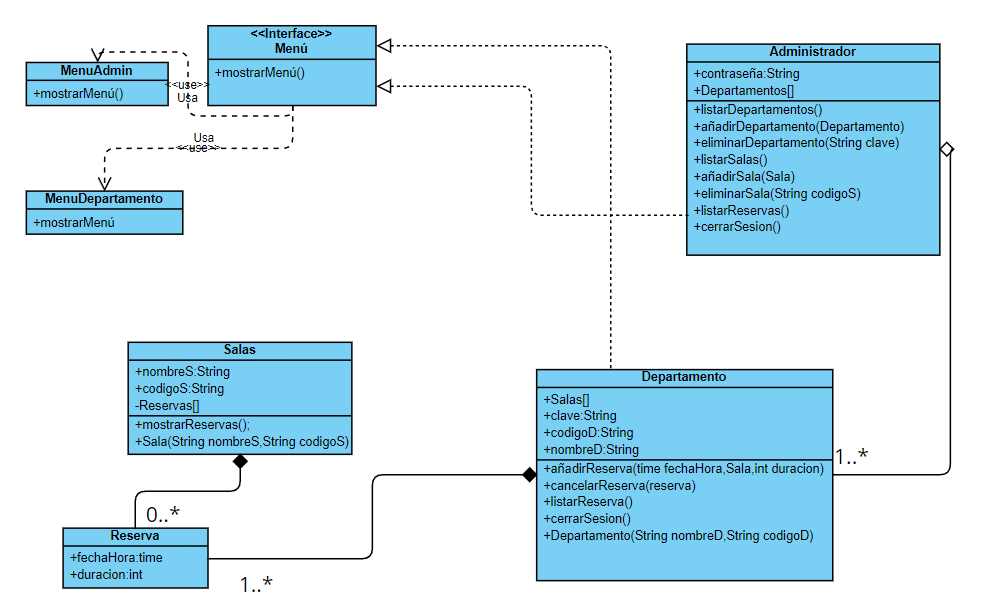 <<Interface>>
Menú
+mostrarMenú()
MenuAdmin
+mostrarMenú()
<<use>>
Usa
Usa
<<use>>
MenuDepartamento
+mostrarMenú
Administrador
+contraseña:String
+Departamentos[]
+listarDepartamentos()
+añadirDepartamento(Departamento)
+eliminarDepartamento(String clave)
+listarSalas()
+añadirSala(Sala)
+eliminarSala(String codigoS)
+listarReservas()
+cerrarSesion()
Salas
+nombreS:String
+codigoS:String
-Reservas[]
+mostrarReservas();
+Sala(String nombreS,String codigoS)
Departamento
+Salas[]
+clave:String
+codigoD:String
+nombreD:String
+añadirReserva(time fechaHora,Sala,int duracion)
+cancelarReserva(reserva)
+listarReserva()
+cerrarSesion()
+Departamento(String nombreD,String codigoD)
1..*
0..*
Reserva
+fechaHora:time
+duracion:int
1..*